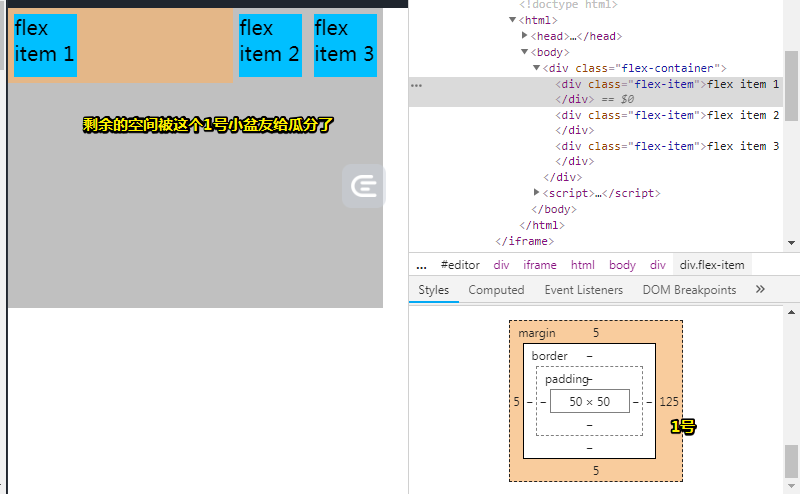 flex
item 1
flex
item 2
flex
item 3
剩余的空间被这个1号小盆友给瓜分了
<!doctype html>
▼<html>
▶<head>…</head>
▼<body>
▼<div class="flex-container">
… <div class="flex-item">flex item 1
</div> == $0
<div class="flex-item">flex item 2
</div>
<div class="flex-item">flex item 3
</div>
</div>
▶<script>…</script>
</body>
</html>
</iframe>
... #editor div iframe html body div div.flex-item
Styles Computed Event Listeners DOM Breakpoints »
margin 5
border –
padding –
5 – – 50 × 50 – – 125
1号
–
–
5